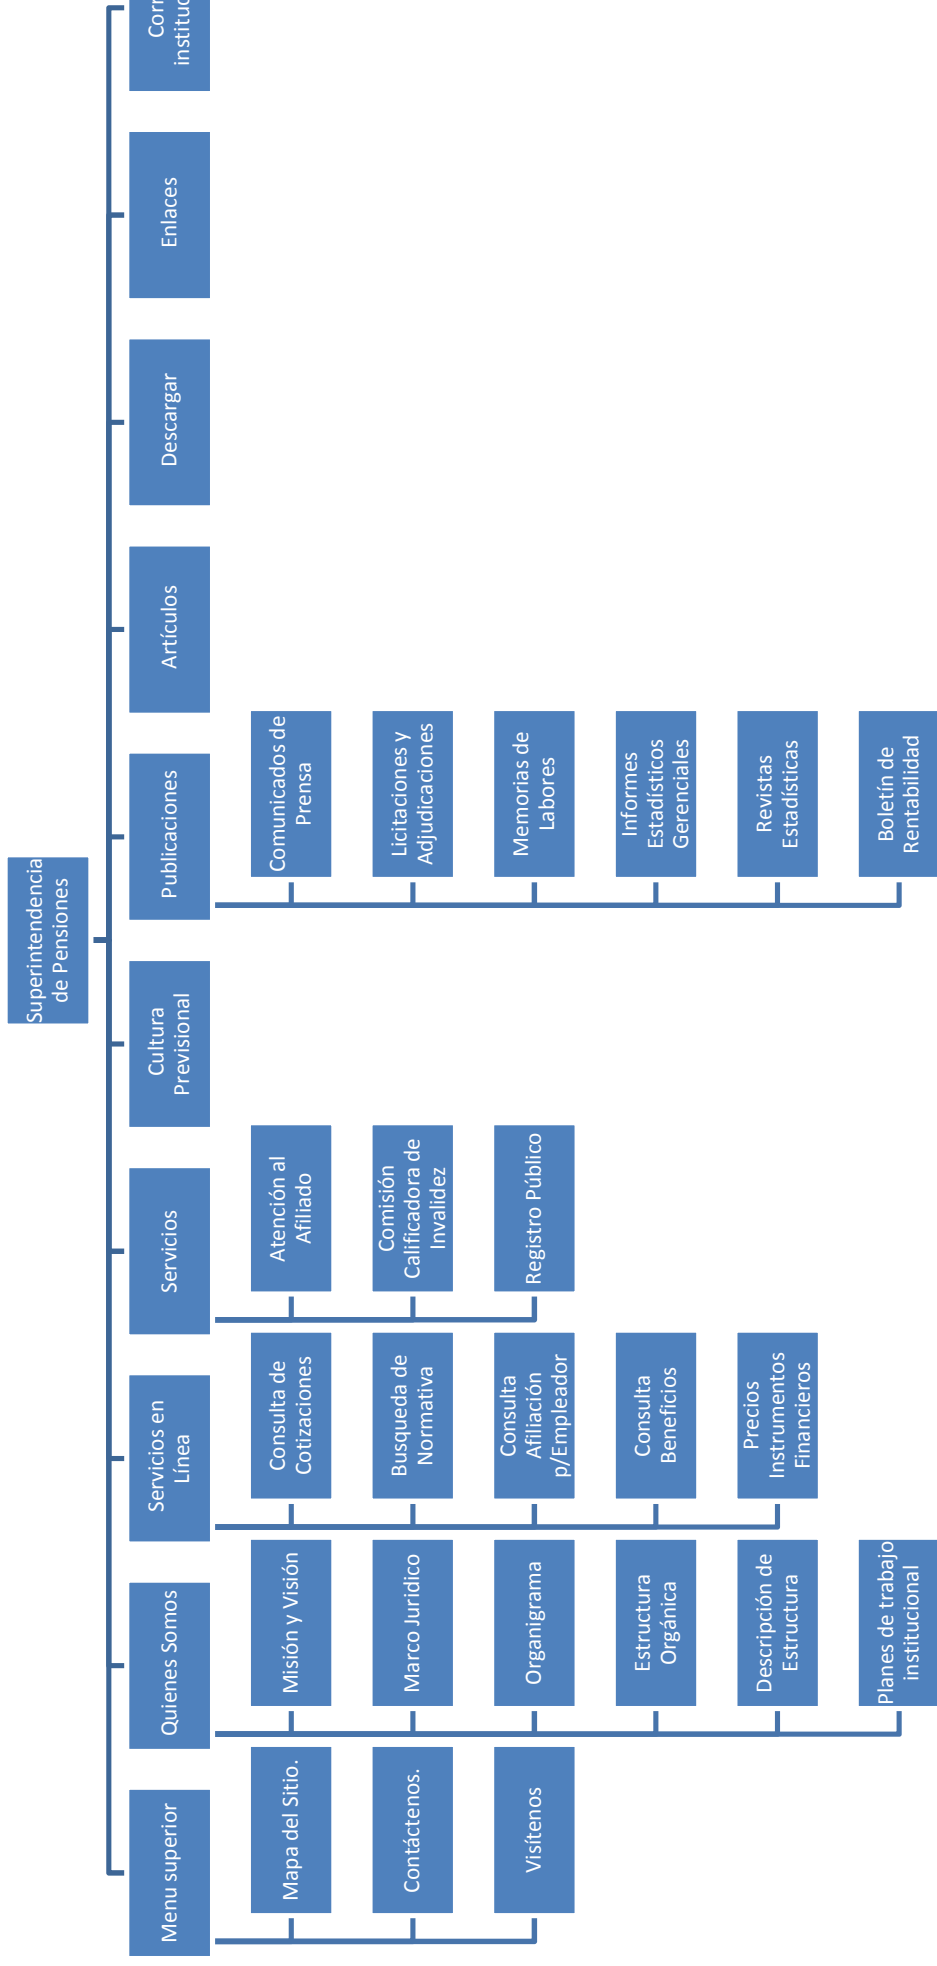 Superintendencia
de Pensiones
Menu superior
Mapa del Sitio.
Contáctenos.
Visítenos
Quienes Somos
Misión y Visión
Marco Juridico
Organigrama
Estructura
Orgánica
Descripción de
Estructura
Planes de trabajo
institucional
Servicios en
Línea
Consulta de
Cotizaciones
Busqueda de
Normativa
Consulta
Afiliación
p/Empleador
Consulta
Beneficios
Precios
Instrumentos
Financieros
Servicios
Atención al
Afiliado
Comisión
Calificadora de
Invalidez
Registro Público
Cultura
Previsional
Publicaciones
Comunicados de
Prensa
Licitaciones y
Adjudicaciones
Memorias de
Labores
Informes
Estadísticos
Gerenciales
Revistas
Estadísticas
Boletín de
Rentabilidad
Artículos
Descargar
Enlaces